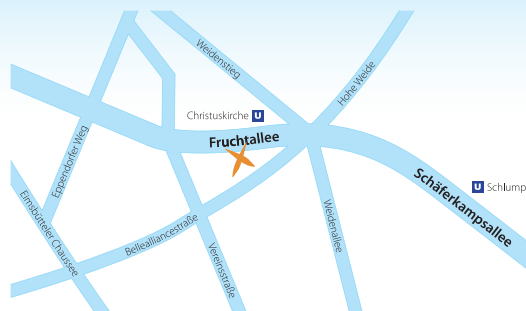 Weidenstieg
Hohe Weide
Christuskirche U
Fruchtallee
Eppendorfer Weg
Schäferkampsallee
U Schlump
Eimsbütteler Chaussee
Bellealliancestraße
Vereinsstraße
Weidenallee